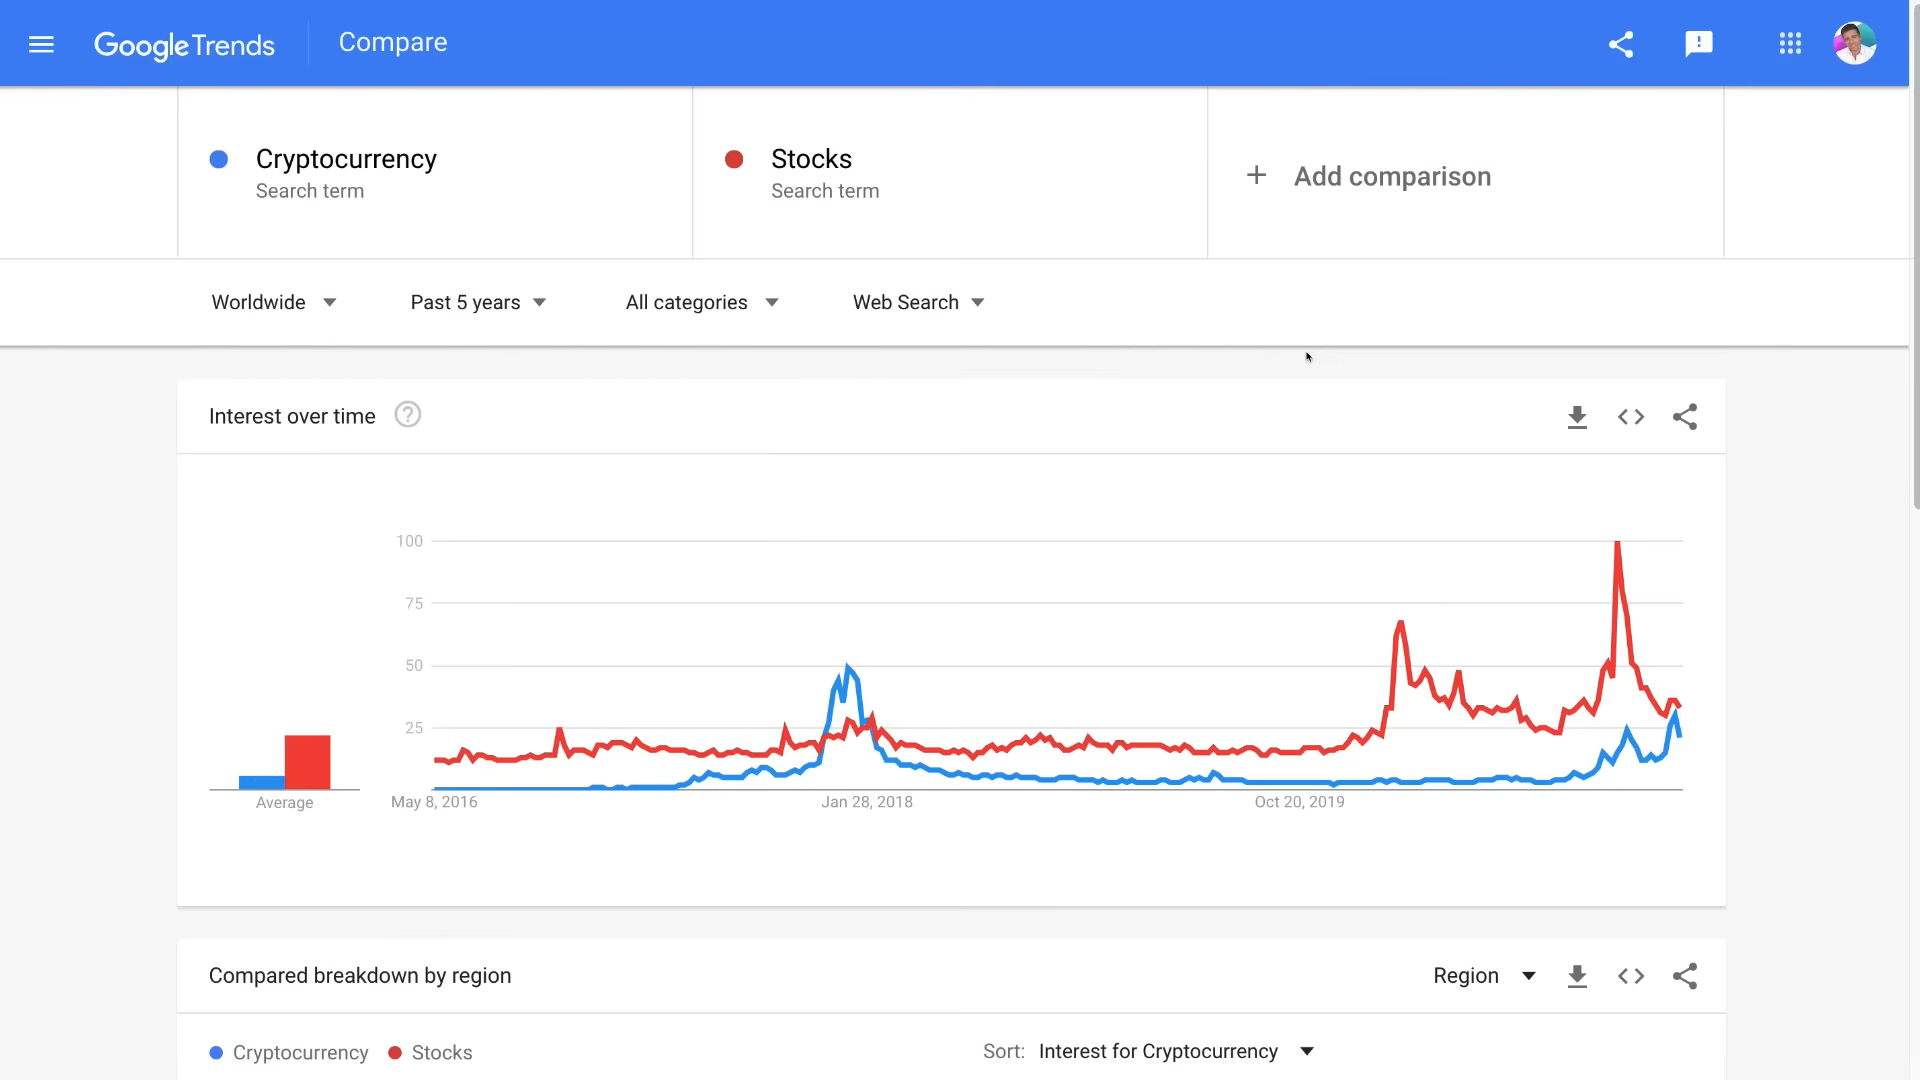 Google Trends
Compare
Cryptocurrency
Search term
Stocks
Search term
+ Add comparison
Worldwide
Past 5 years
All categories
Web Search
Interest over time ?
100
75
50
25
Average
May 8, 2016
Jan 28, 2018
Oct 20, 2019
Compared breakdown by region
Region
Cryptocurrency
Stocks
Sort: Interest for Cryptocurrency